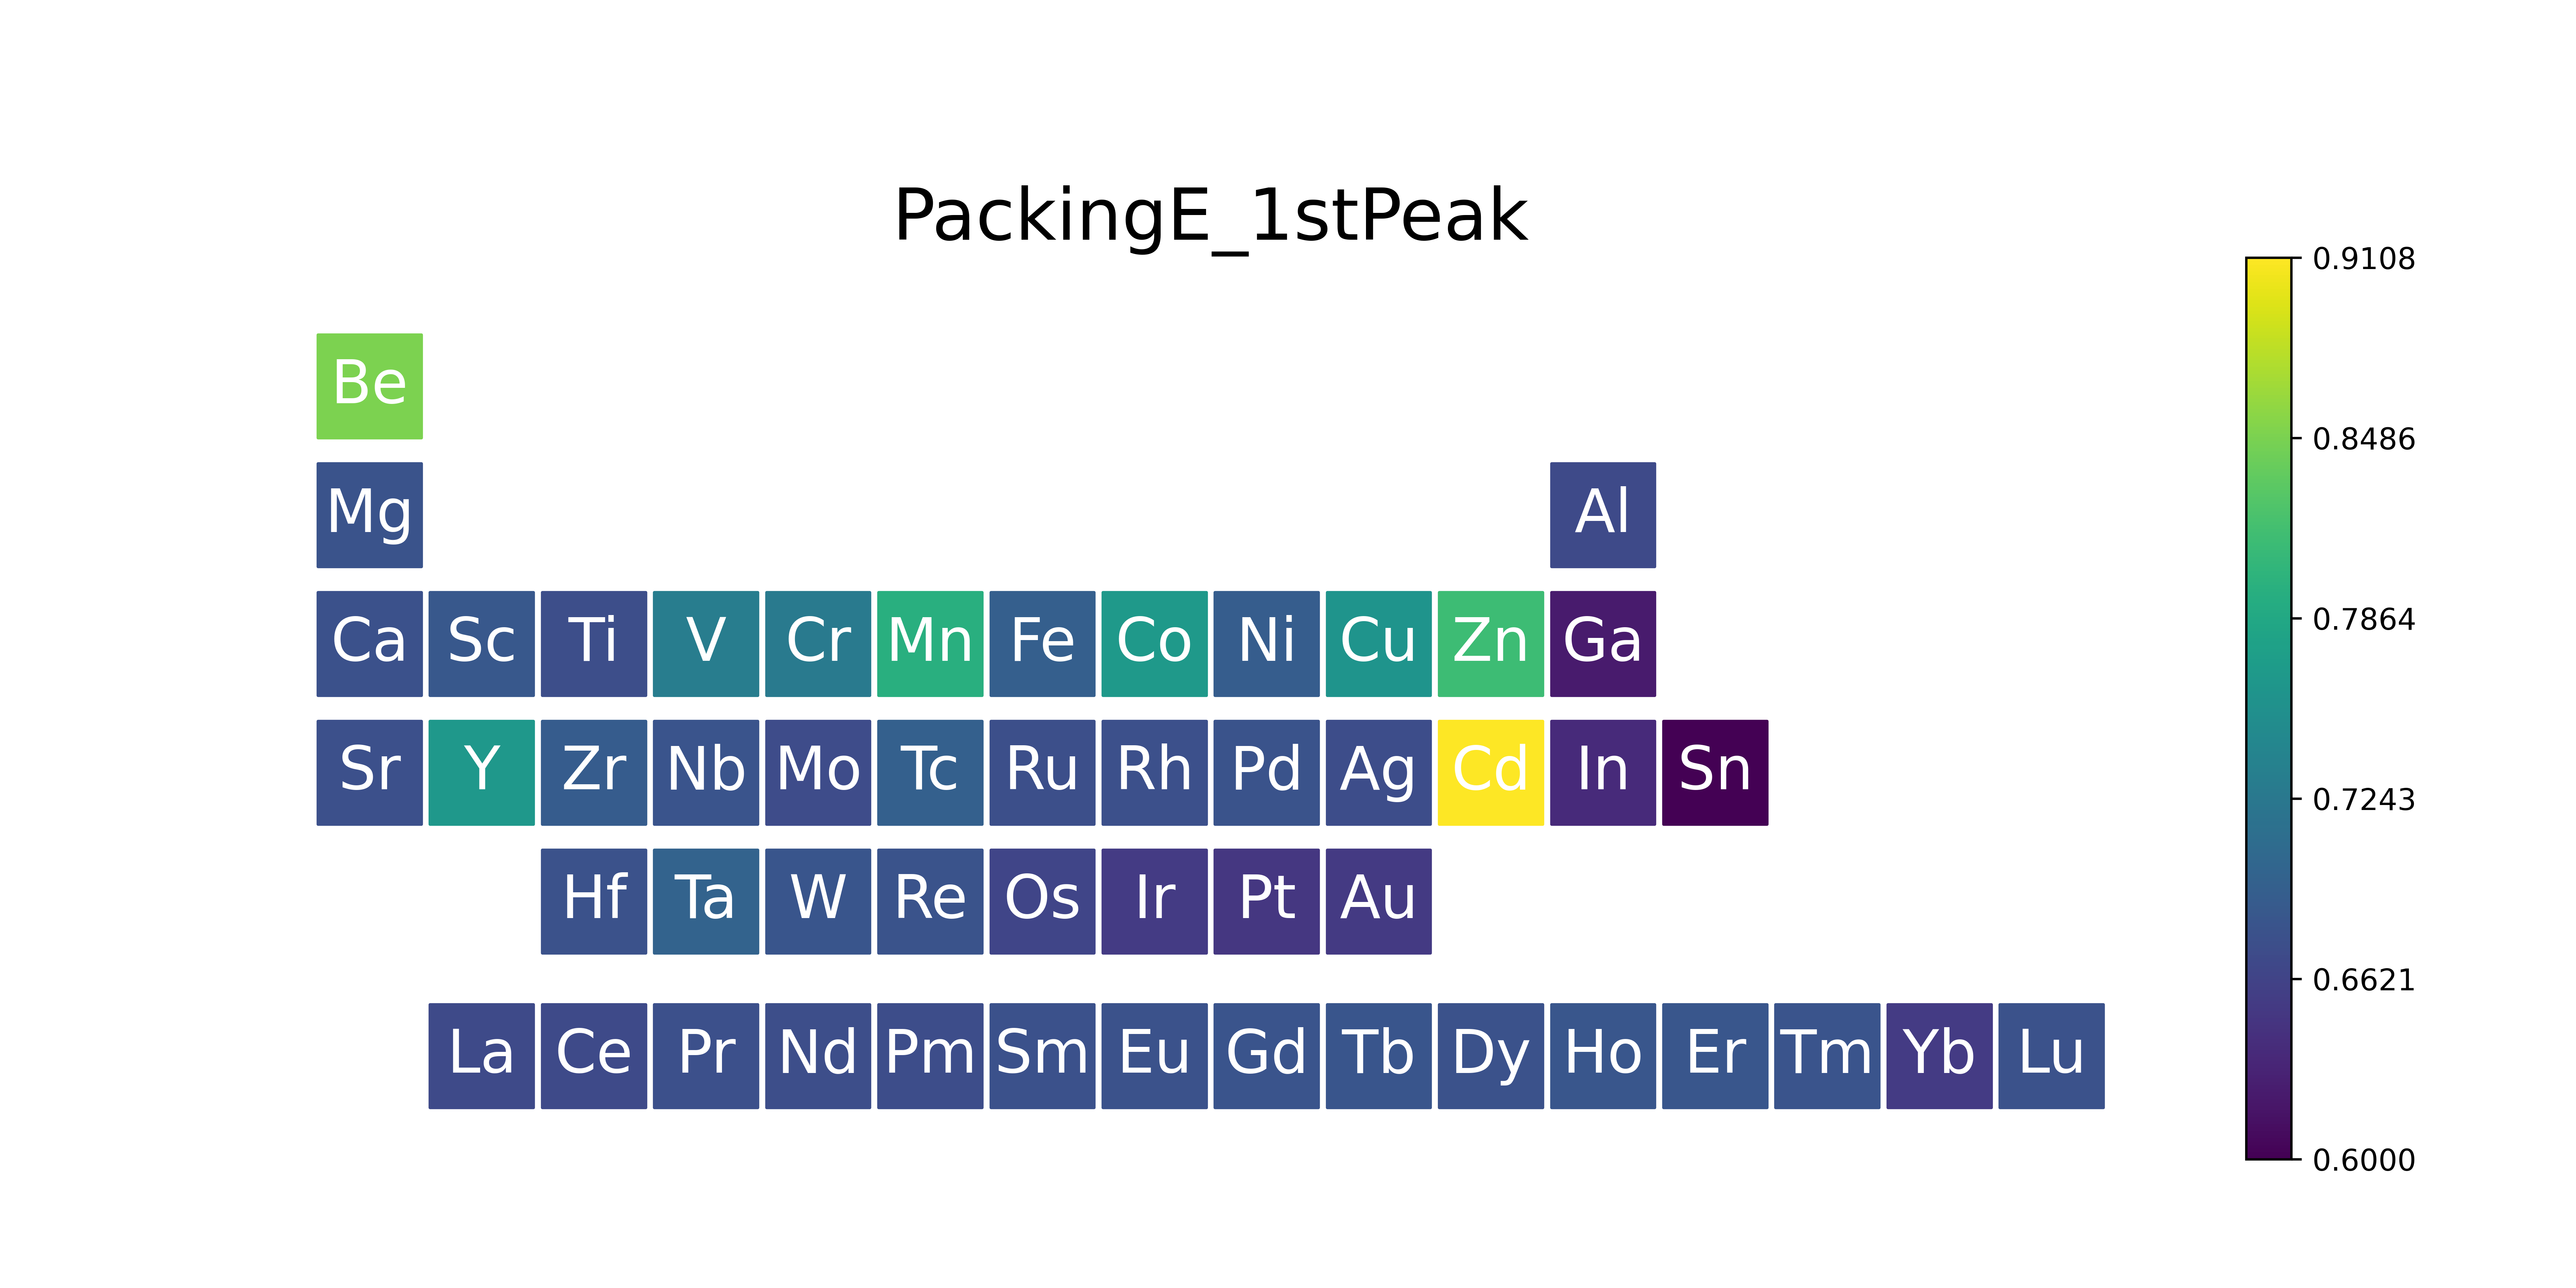 PackingE_1stPeak
0.9108
Be
0.8486
Mg Al
Ca Sc Ti V Cr Mn Fe Co Ni Cu Zn Ga
0.7864
Sr Y Zr Nb Mo Tc Ru Rh Pd Ag Cd In Sn
0.7243
Hf Ta W Re Os Ir Pt Au
0.6621
La Ce Pr Nd Pm Sm Eu Gd Tb Dy Ho Er Tm Yb Lu
0.6000